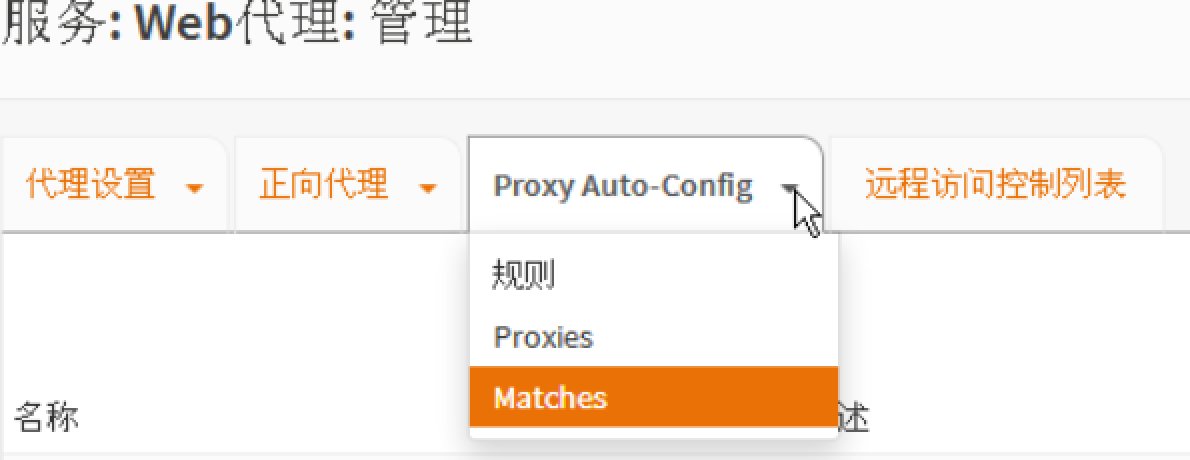 服务: Web代理: 管理
代理设置 正向代理 Proxy Auto-Config 远程访问控制列表
规则
Proxies
Matches
名称 述